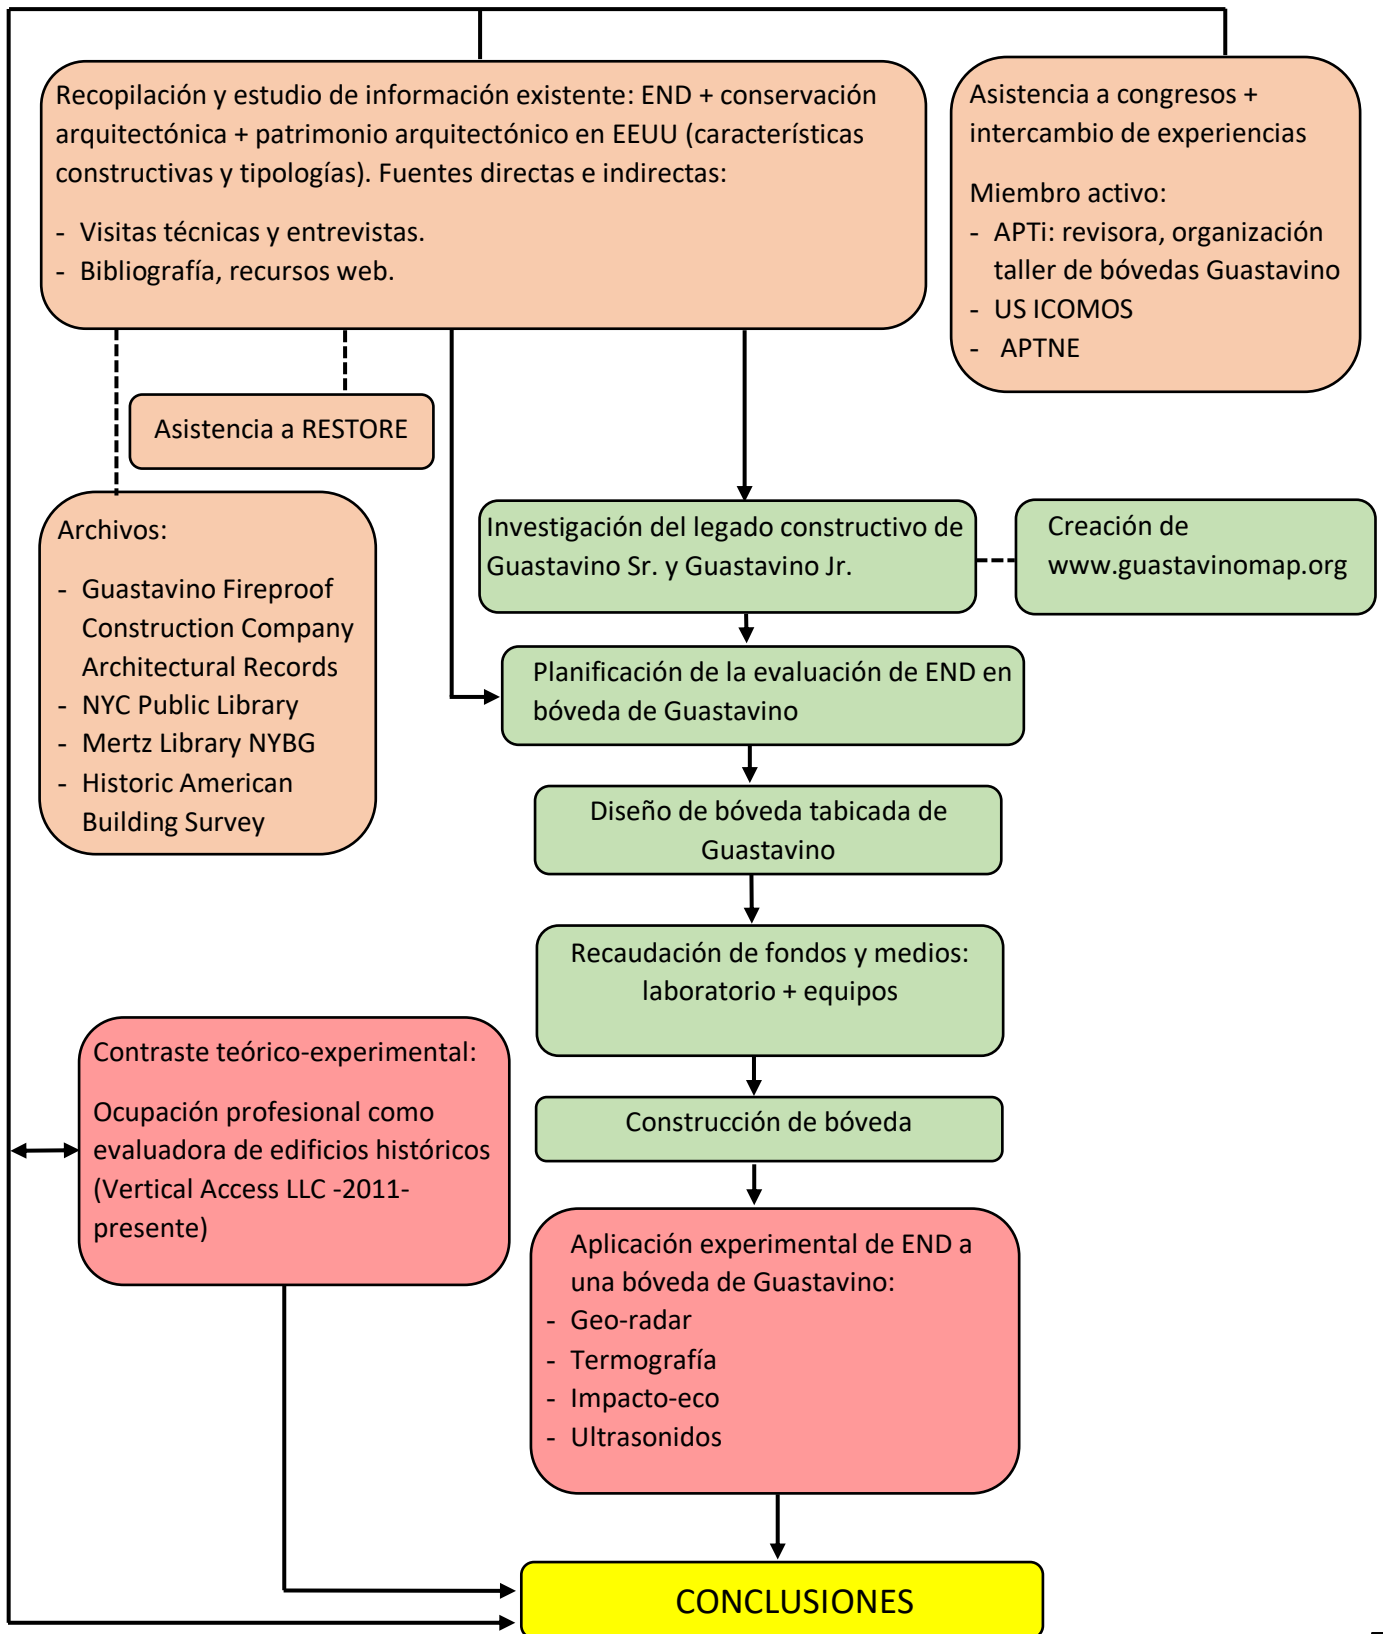 Recopilación y estudio de información existente: END + conservación
arquitectónica + patrimonio arquitectónico en EEUU (características
constructivas y tipologías). Fuentes directas e indirectas:
- Visitas técnicas y entrevistas.
- Bibliografía, recursos web.
Asistencia a congresos +
intercambio de experiencias
Miembro activo:
- APTi: revisora, organización
taller de bóvedas Guastavino
- US ICOMOS
- APTNE
Asistencia a RESTORE
Archivos:
- Guastavino Fireproof
Construction Company
Architectural Records
- NYC Public Library
- Mertz Library NYBG
- Historic American
Building Survey
Investigación del legado constructivo de
Guastavino Sr. y Guastavino Jr.
Creación de
www.guastavinomap.org
Planificación de la evaluación de END en
bóveda de Guastavino
Diseño de bóveda tabicada de
Guastavino
Recaudación de fondos y medios:
laboratorio + equipos
Construcción de bóveda
Contraste teórico-experimental:
Ocupación profesional como
evaluadora de edificios históricos
(Vertical Access LLC -2011-
presente)
Aplicación experimental de END a
una bóveda de Guastavino:
- Geo-radar
- Termografía
- Impacto-eco
- Ultrasonidos
CONCLUSIONES